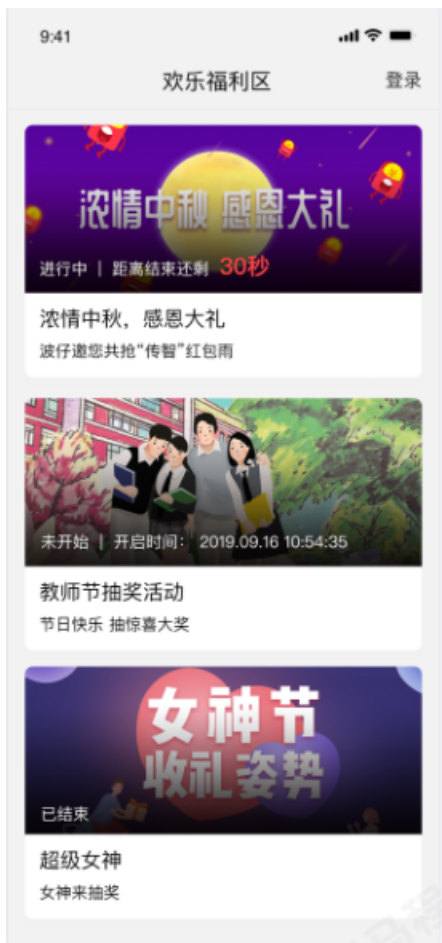 9:41
欢乐福利区 登录
浓情中秋 感恩大礼
进行中 | 距离结束还剩 30秒
浓情中秋，感恩大礼
波仔邀您共抢“传智”红包雨
未开始 | 开启时间： 2019.09.16 10:54:35
教师节抽奖活动
节日快乐 抽惊喜大奖
女神节
收礼姿势
已结束
超级女神
女神来抽奖